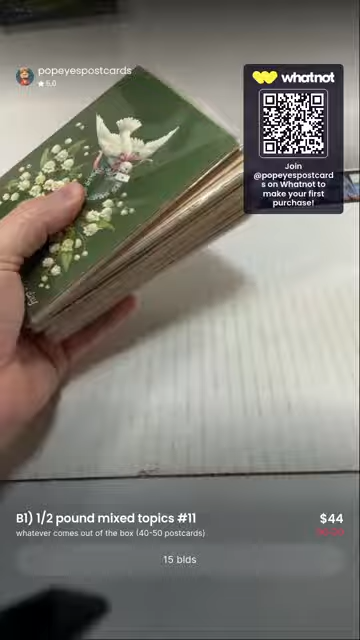 popeyespostcards
★ 5.0
whatnot
Join
@popeyespostcard
s on Whatnot to
make your first
purchase!
B1) 1/2 pound mixed topics #11
$44
whatever comes out of the box (40-50 postcards)
15 bids